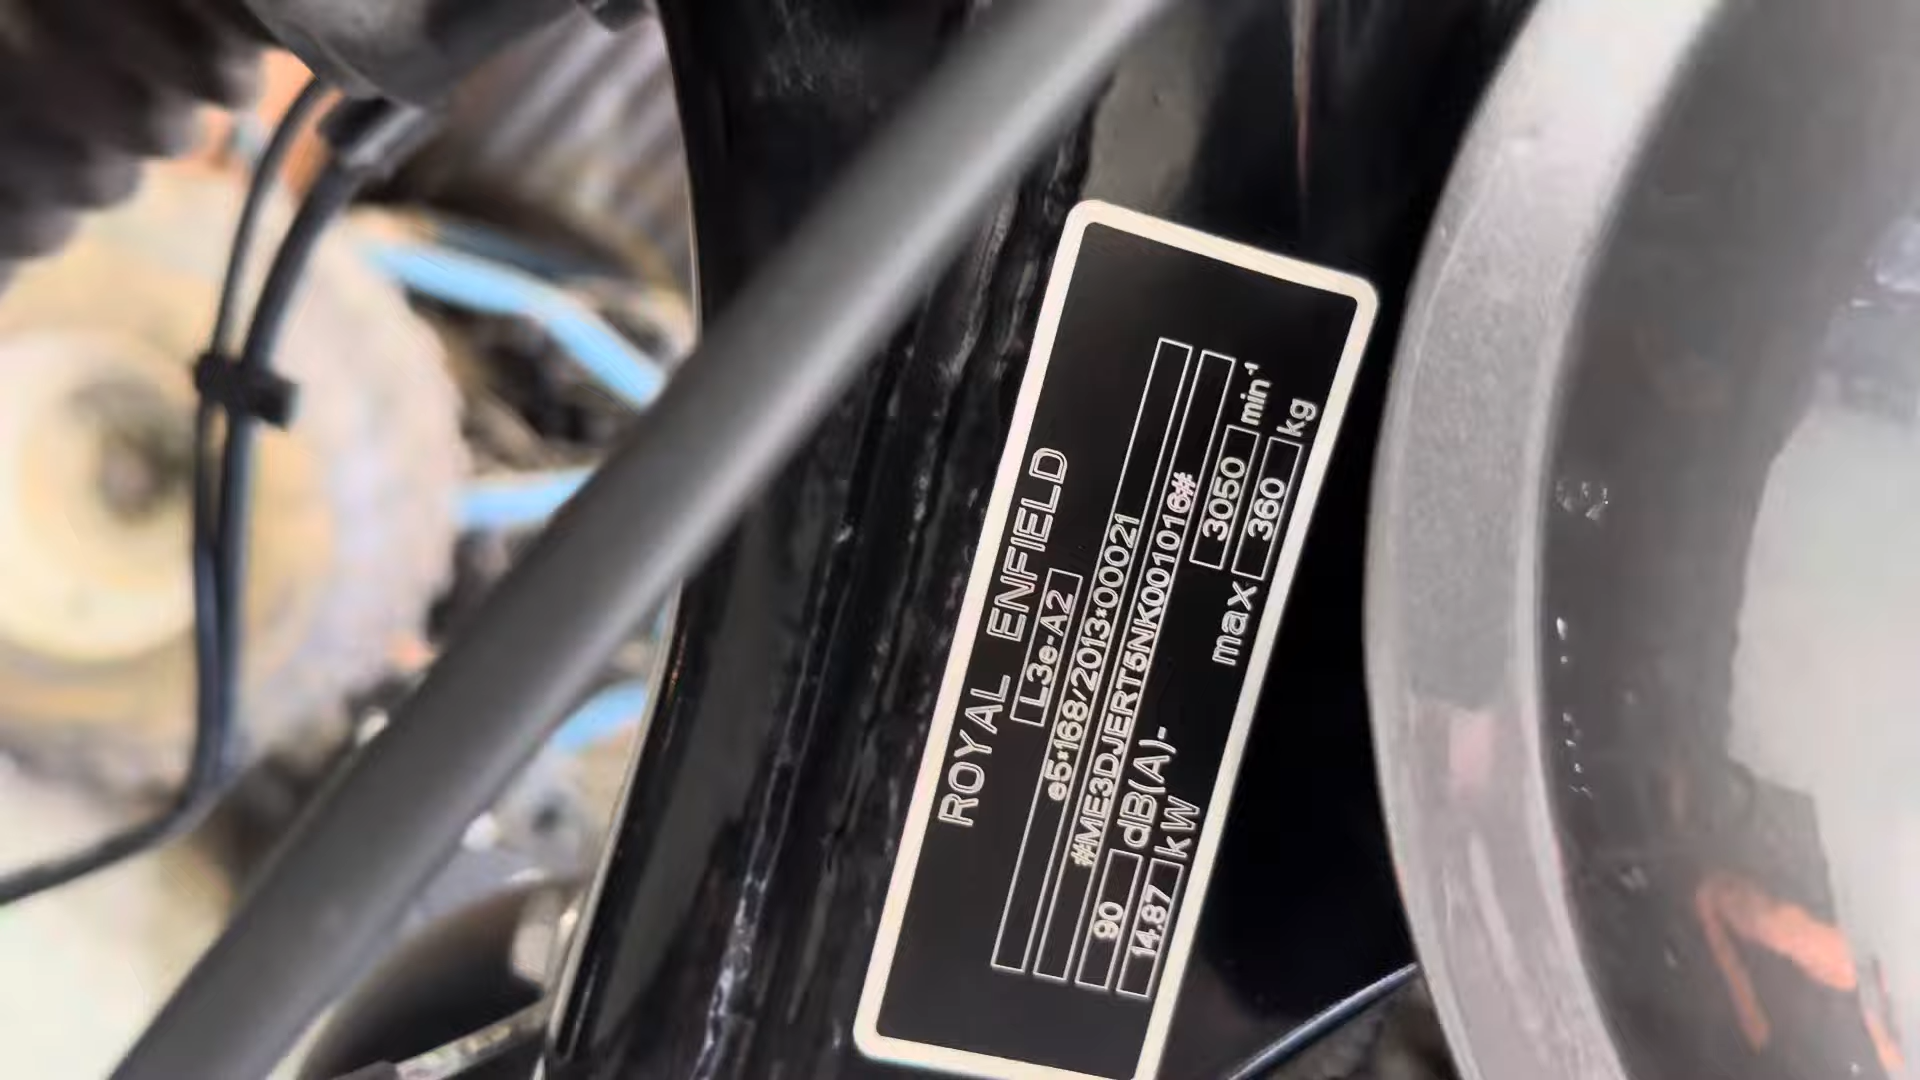 ROYAL ENFIELD
L3e-A2
e5*168/2013*00021
#ME3DJERT5NK001016#
90 dB(A)- 3050 min⁻¹
14.87 kW max 360 kg